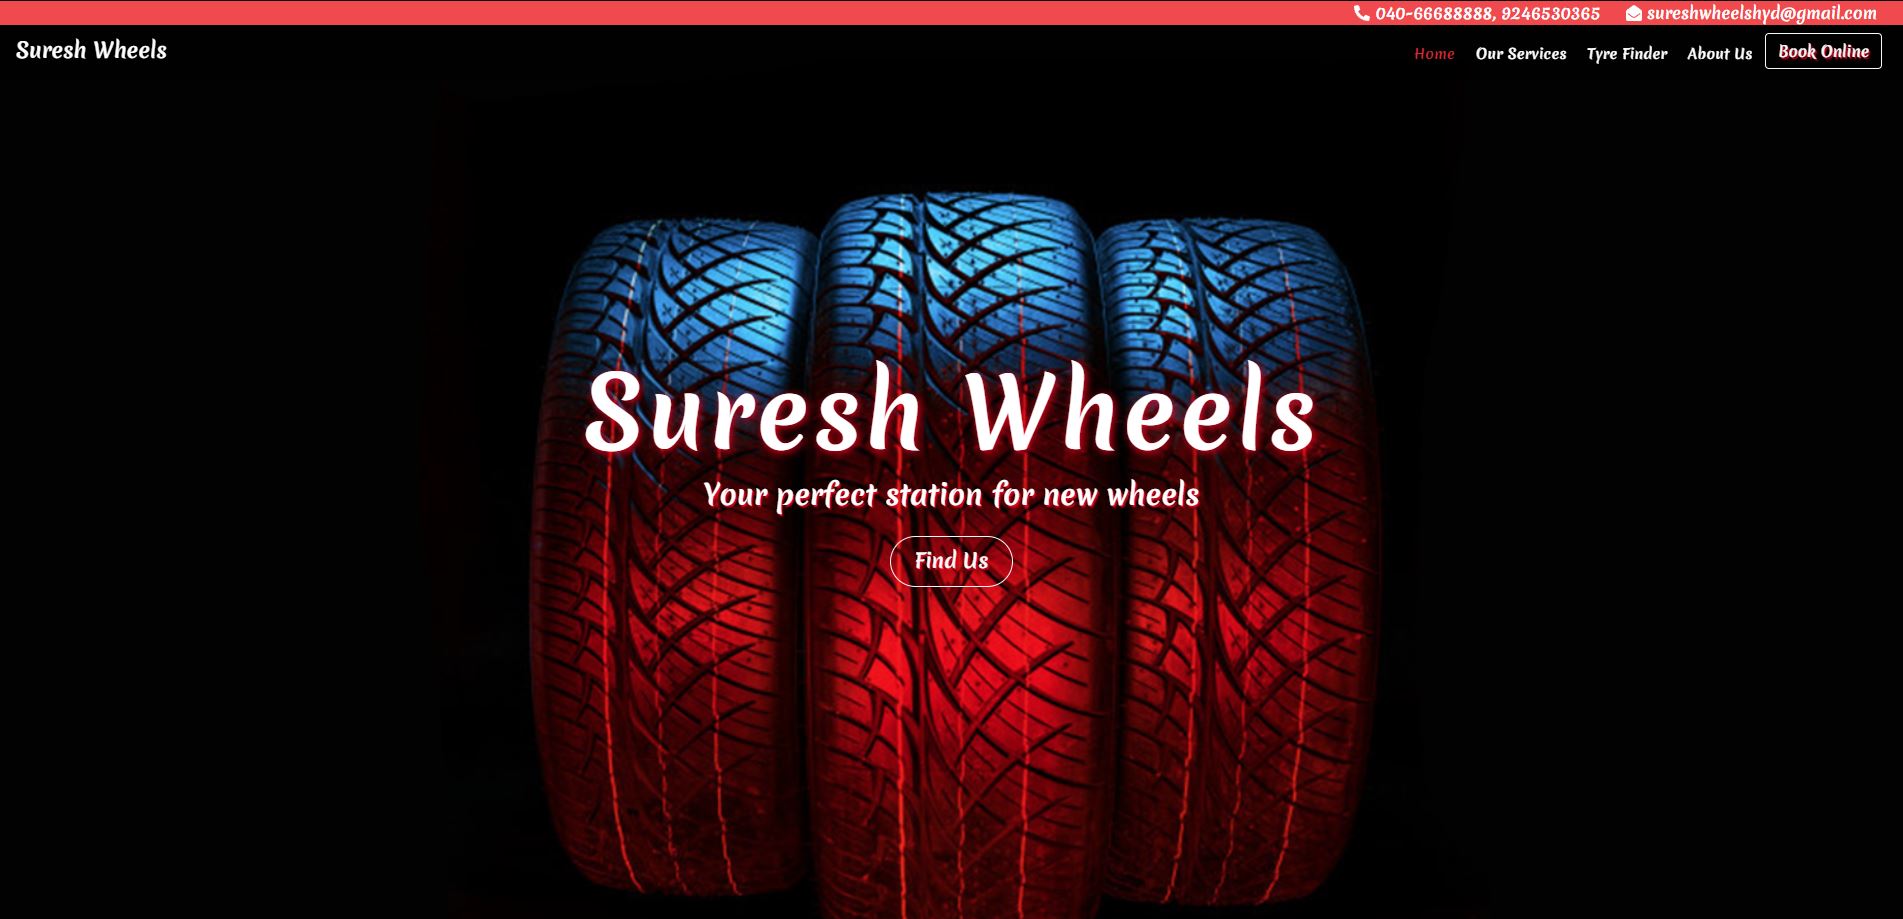 040-66688888, 9246530365 sureshwheelshyd@gmail.com
Suresh Wheels
Home Our Services Tyre Finder About Us Book Online
Suresh Wheels
Your perfect station for new wheels
Find Us